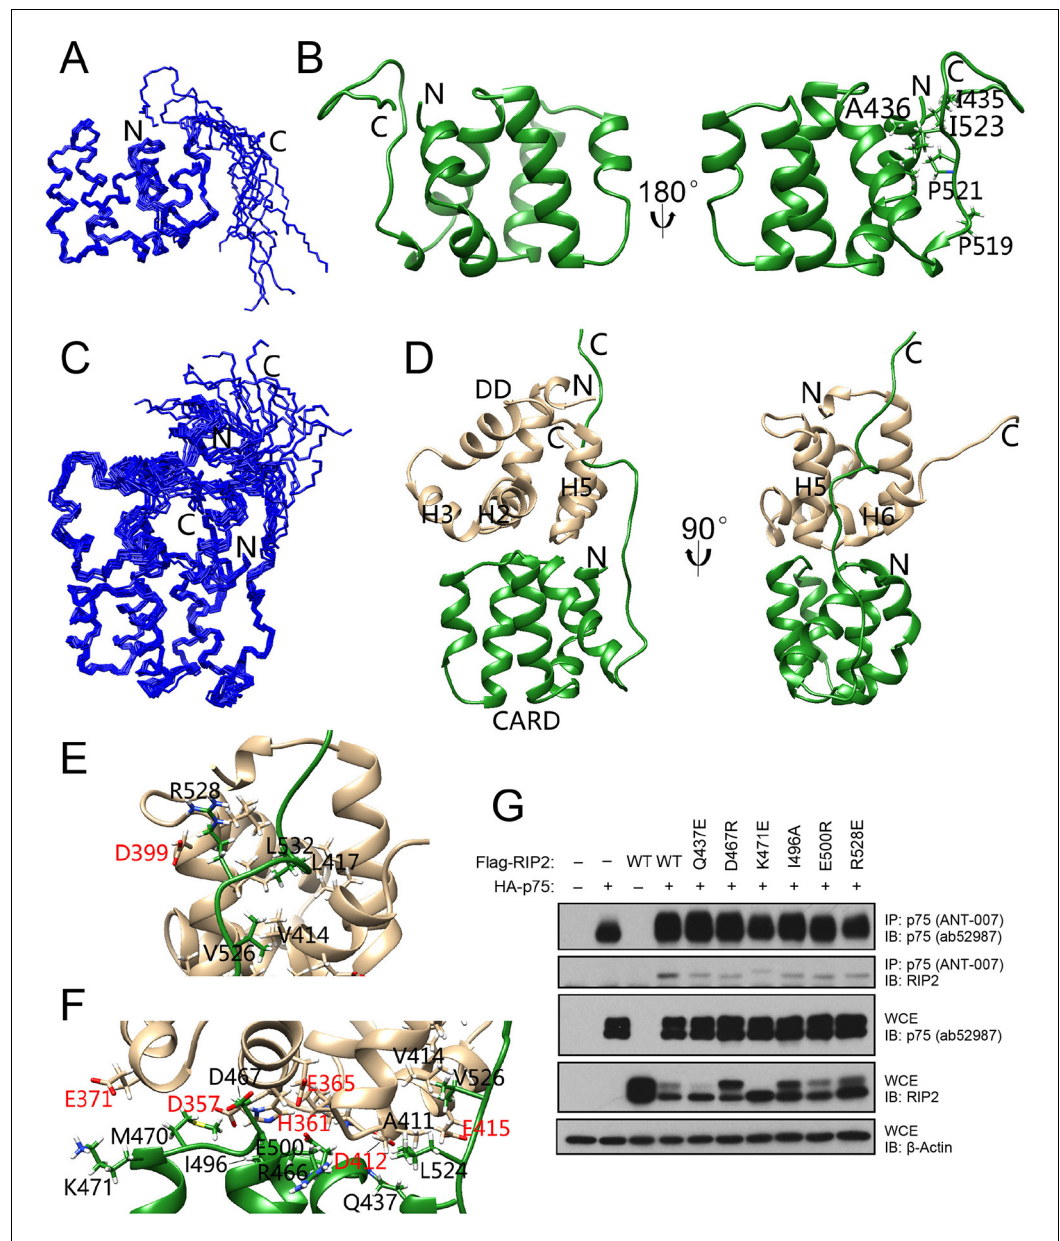 A
N
C
B
N
C
180°
N
C
A436
I435
I523
P521
P519
C
C
N
C
N
D
C
DD
N
C
H3
H2
H5
N
CARD
90°
C
N
C
H5
H6
N
E
R528
D399
L532
L417
V526
V414
F
E371
D467
E365
V414
V526
D357
H361
A411
E415
M470
E500
I496
R466
D412
L524
K471
Q437
G
Flag-RIP2: – – WT WT Q437E D467R K471E I496A E500R R528E
HA-p75: – + – + + + + + + +
IP: p75 (ANT-007)
IB: p75 (ab52987)
IP: p75 (ANT-007)
IB: RIP2
WCE
IB: p75 (ab52987)
WCE
IB: RIP2
WCE
IB: β-Actin